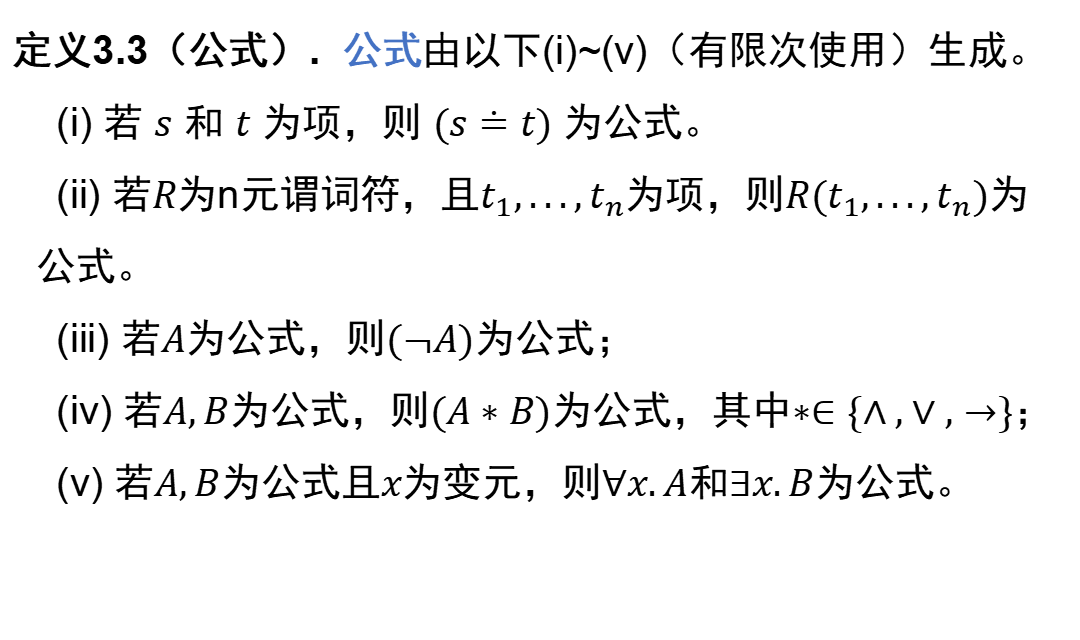 定义3.3（公式）. 公式由以下(i)~(v)（有限次使用）生成。
(i) 若 s 和 t 为项，则 (s ≐ t) 为公式。
(ii) 若R为n元谓词符，且t₁,...,tₙ为项，则R(t₁,...,tₙ)为
公式。
(iii) 若A为公式，则(¬A)为公式；
(iv) 若A, B为公式，则(A ∗ B)为公式，其中∗∈ {∧,∨,→}；
(v) 若A, B为公式且x为变元，则∀x. A和∃x. B为公式。